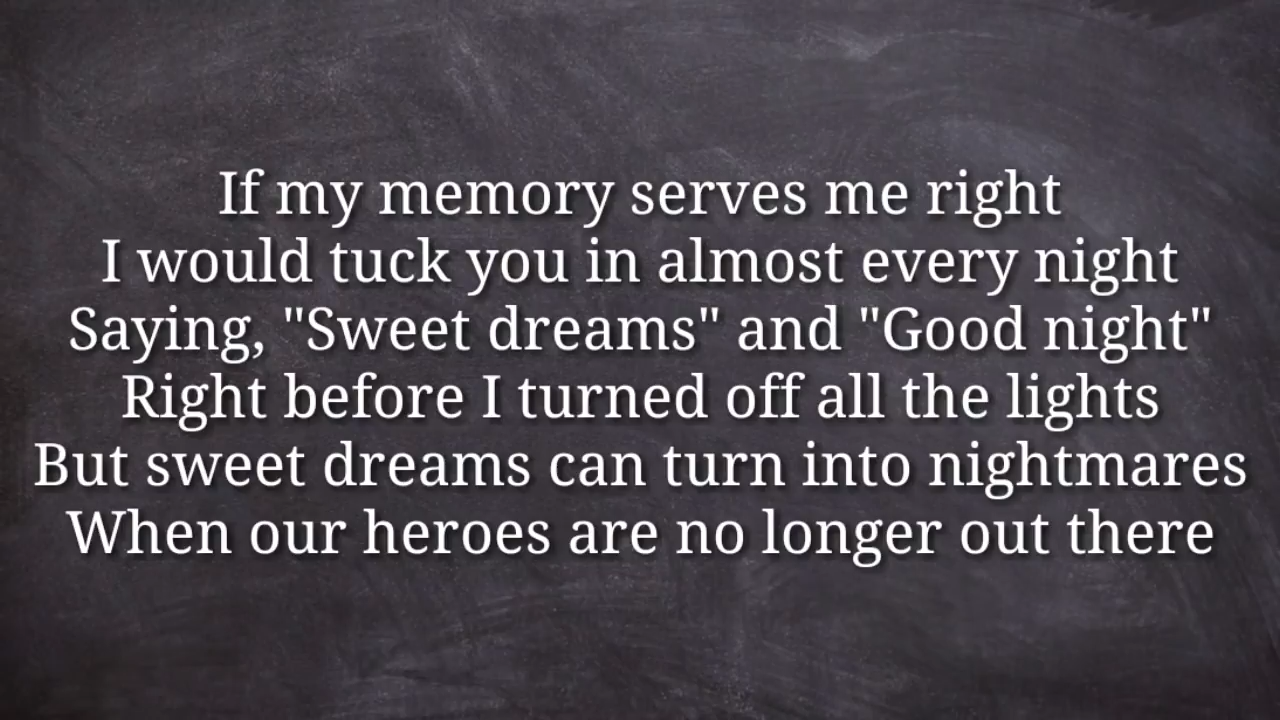 If my memory serves me right
I would tuck you in almost every night
Saying, "Sweet dreams" and "Good night"
Right before I turned off all the lights
But sweet dreams can turn into nightmares
When our heroes are no longer out there